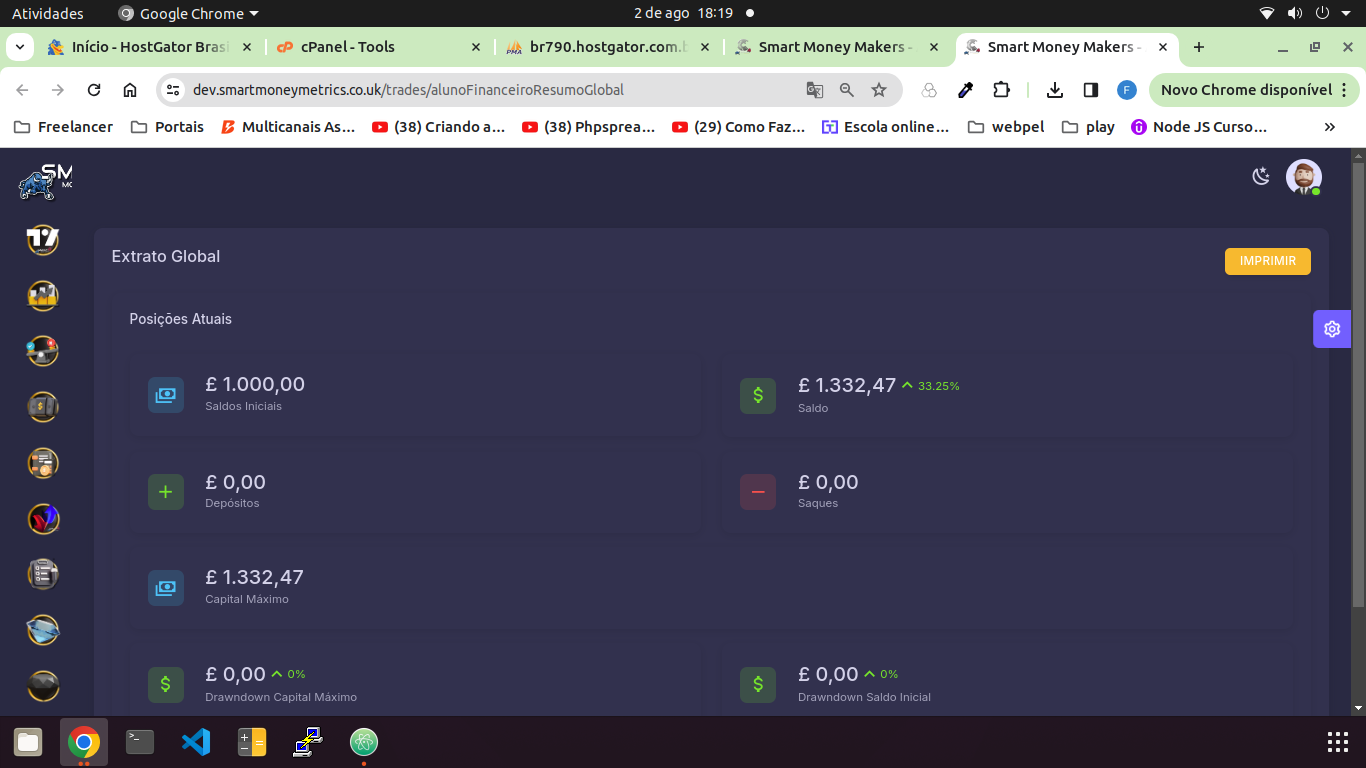 Atividades
Google Chrome
2 de ago 18:19
Início - HostGator Brasi
cPanel - Tools
br790.hostgator.com.b
Smart Money Makers -
Smart Money Makers -
dev.smartmoneymetrics.co.uk/trades/alunoFinanceiroResumoGlobal
F
Novo Chrome disponível
Freelancer
Portais
Multicanais As...
(38) Criando a...
(38) Phpsprea...
(29) Como Faz...
Escola online...
webpel
play
Node JS Curso...
»
SM
MO
Extrato Global
IMPRIMIR
Posições Atuais
£ 1.000,00
Saldos Iniciais
£ 1.332,47 33.25%
Saldo
£ 0,00
Depósitos
£ 0,00
Saques
£ 1.332,47
Capital Máximo
£ 0,00 0%
Drawndown Capital Máximo
£ 0,00 0%
Drawndown Saldo Inicial